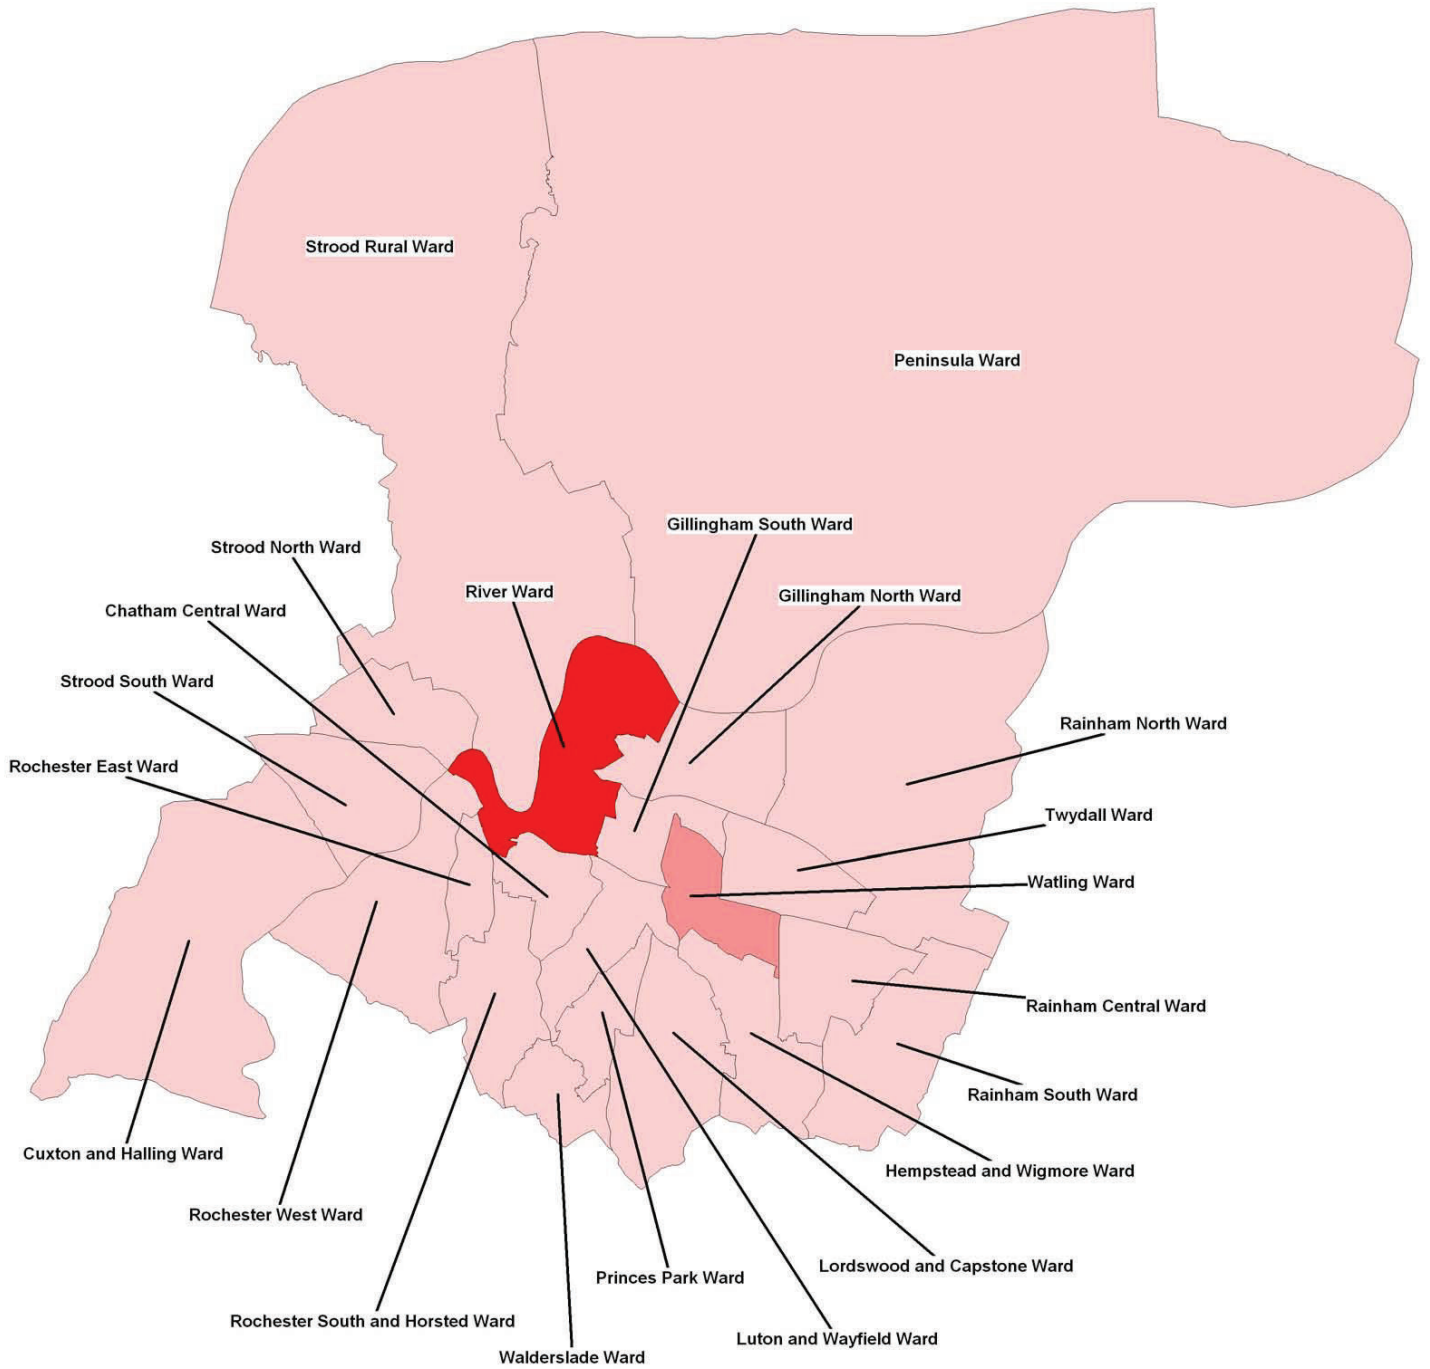 Strood Rural Ward
Peninsula Ward
Gillingham South Ward
Strood North Ward
River Ward
Gillingham North Ward
Chatham Central Ward
Strood South Ward
Rainham North Ward
Rochester East Ward
Twydall Ward
Watling Ward
Rainham Central Ward
Rainham South Ward
Cuxton and Halling Ward
Hempstead and Wigmore Ward
Rochester West Ward
Lordswood and Capstone Ward
Princes Park Ward
Rochester South and Horsted Ward
Luton and Wayfield Ward
Walderslade Ward